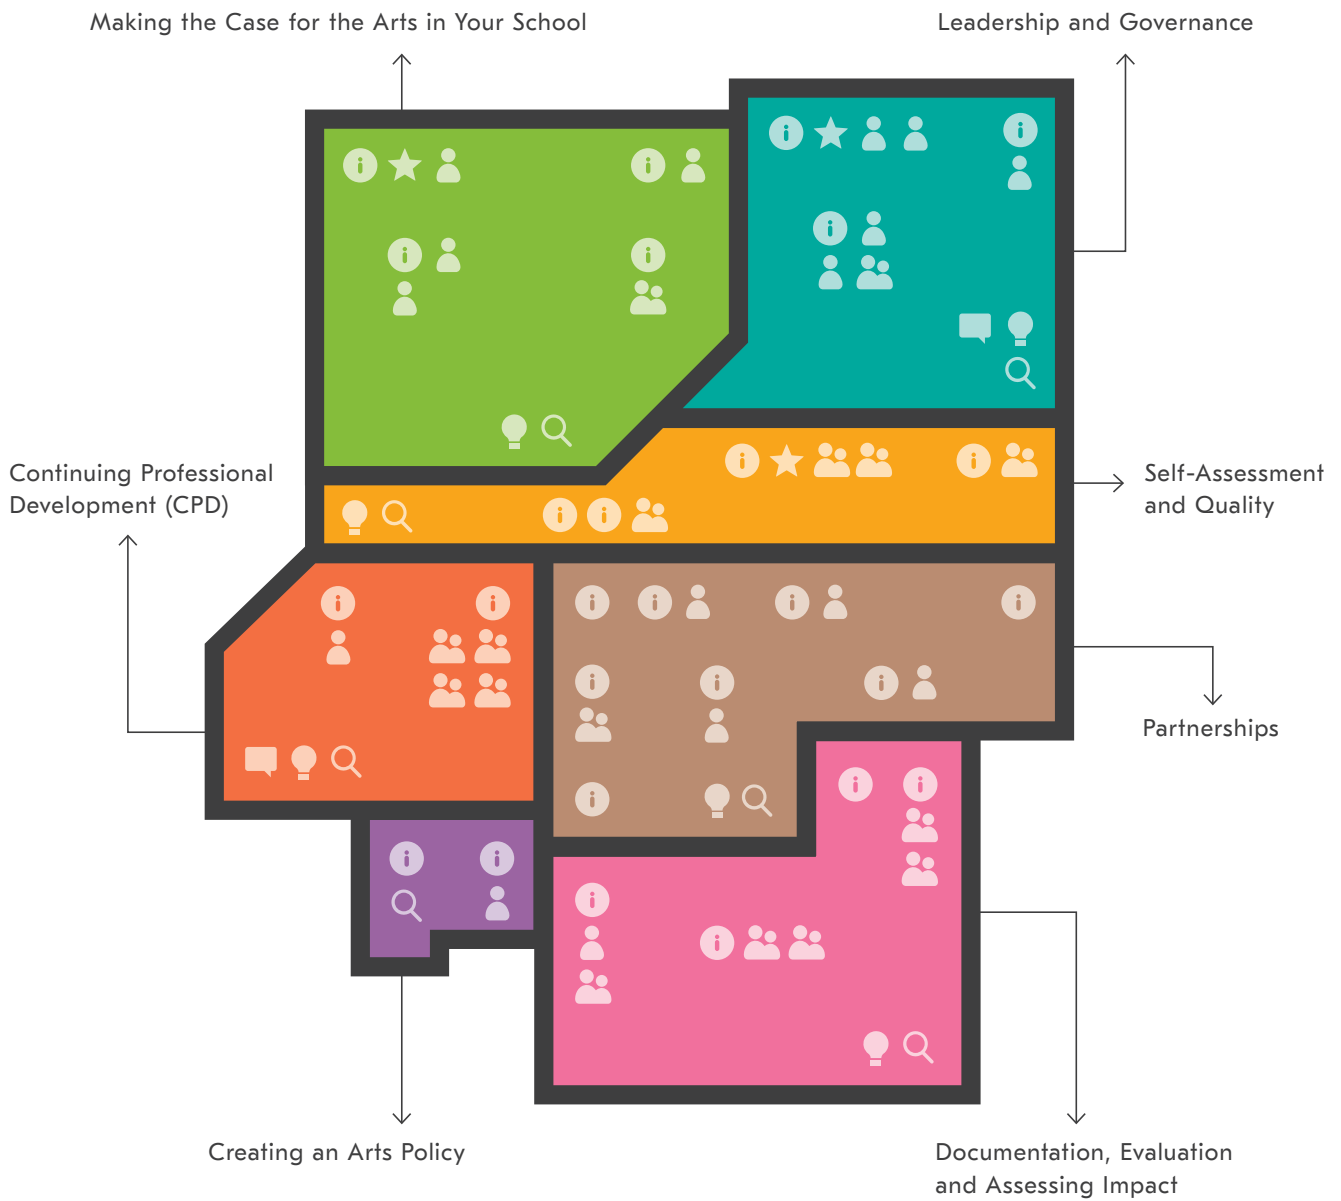 Making the Case for the Arts in Your School
Leadership and Governance
Continuing Professional
Development (CPD)
Self-Assessment
and Quality
Partnerships
Creating an Arts Policy
Documentation, Evaluation
and Assessing Impact